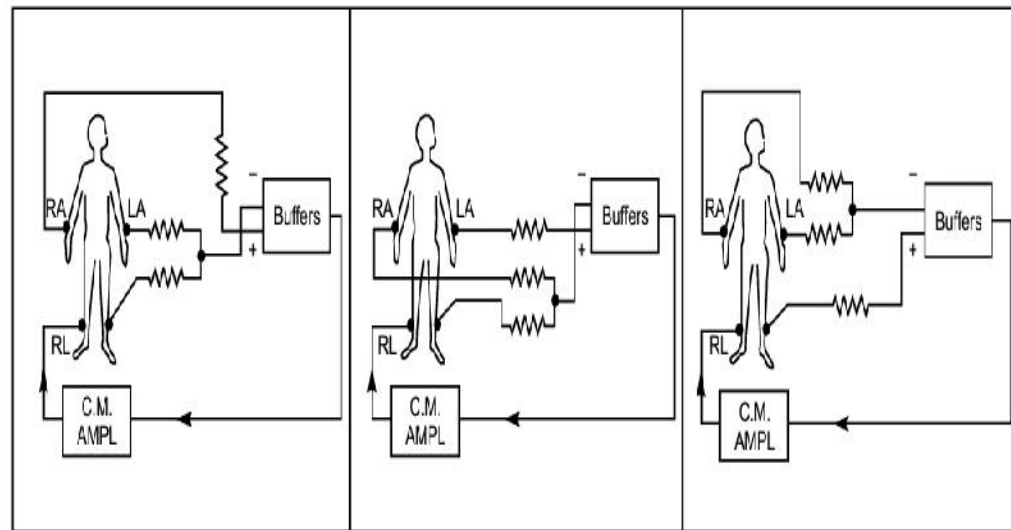 RA
LA
−
Buffers
+
RL
C.M.
AMPL
RA
LA
−
Buffers
+
RL
C.M.
AMPL
RA
LA
−
Buffers
+
RL
C.M.
AMPL